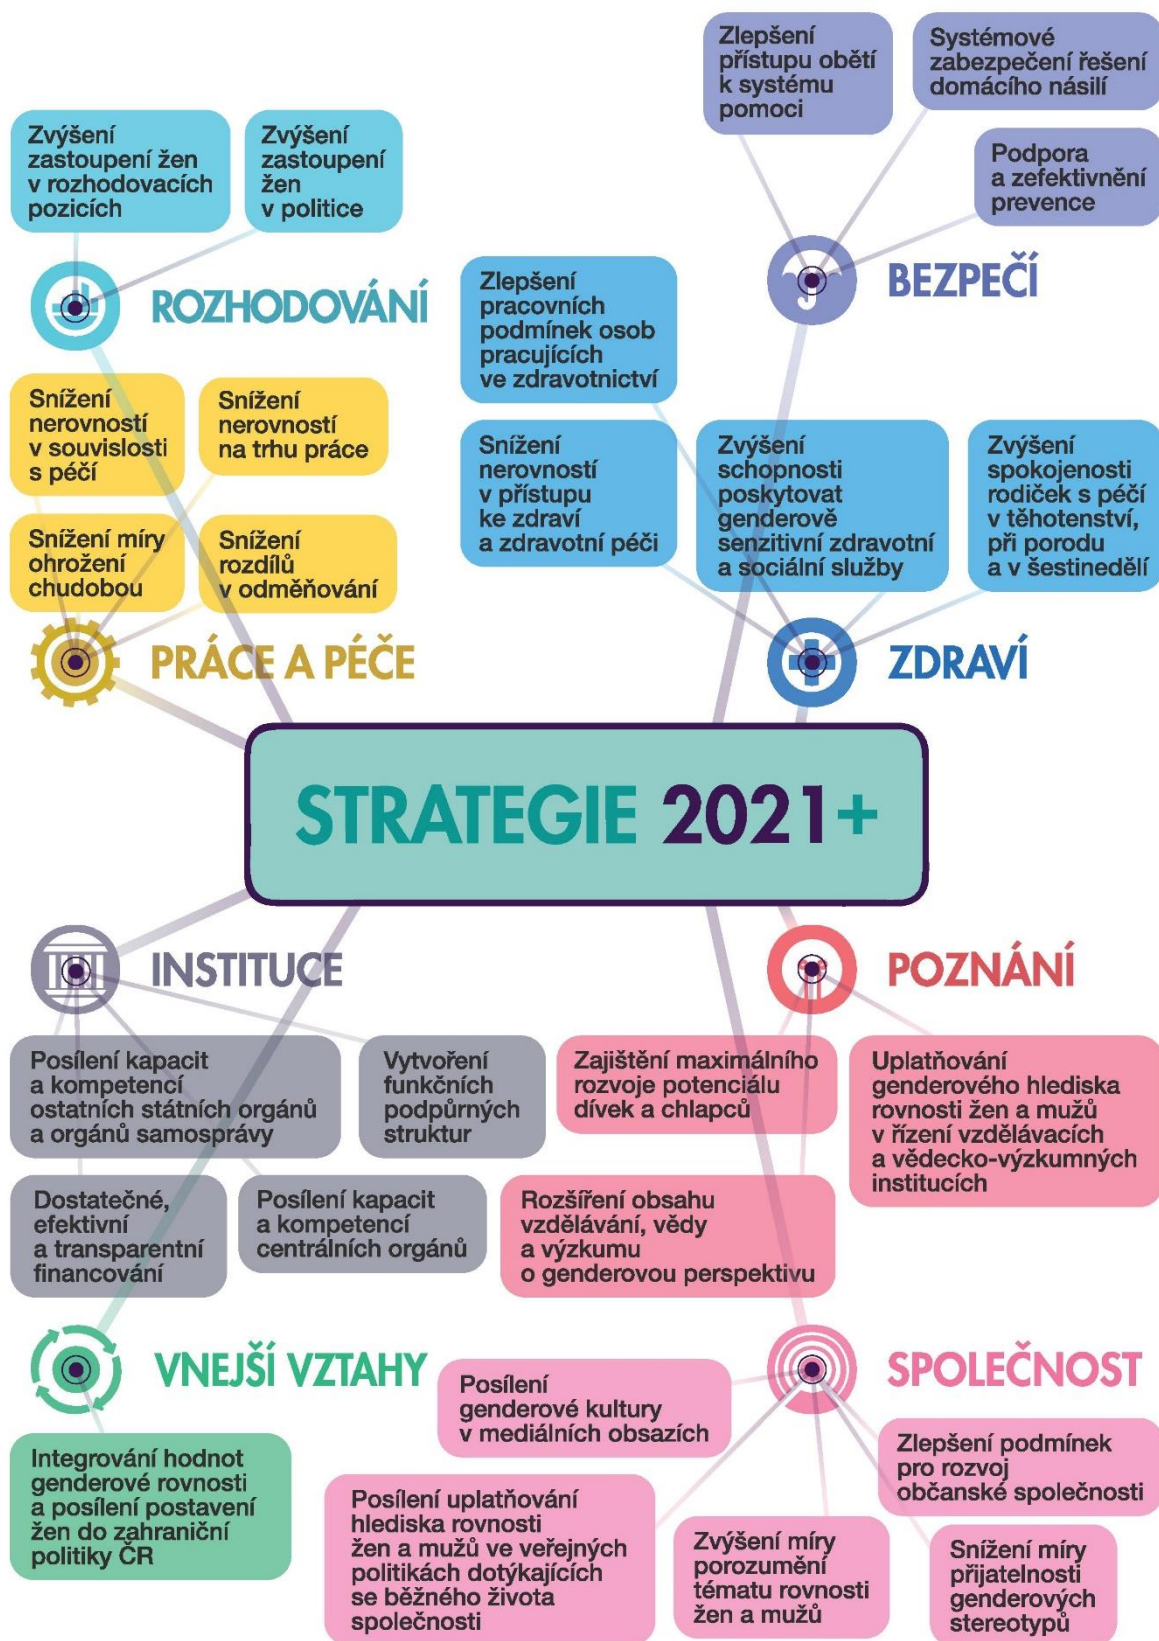 Zvýšení
zastoupení žen
v rozhodovacích
pozicích
Zvýšení
zastoupení
žen
v politice
ROZHODOVÁNÍ
Zlepšení
přístupu obětí
k systému
pomoci
Systémové
zabezpečení řešení
domácího násilí
Podpora
a zefektivnění
prevence
BEZPEČÍ
Snížení
nerovností
v souvislosti
s péčí
Snížení
nerovností
na trhu práce
Snížení míry
ohrožení
chudobou
Snížení
rozdílů
v odměňování
PRÁCE A PÉČE
Zlepšení
pracovních
podmínek osob
pracujících
ve zdravotnictví
Snížení
nerovností
v přístupu
ke zdraví
a zdravotní péči
Zvýšení
schopnosti
poskytovat
genderově
senzitivní zdravotní
a sociální služby
Zvýšení
spokojenosti
rodiček s péčí
v těhotenství,
při porodu
a v šestinedělí
ZDRAVÍ
STRATEGIE 2021+
INSTITUCE
Posílení kapacit
a kompetencí
ostatních státních orgánů
a orgánů samosprávy
Vytvoření
funkčních
podpůrných
struktur
Dostatečné,
efektivní
a transparentní
financování
Posílení kapacit
a kompetencí
centrálních orgánů
POZNÁNÍ
Zajištění maximálního
rozvoje potenciálu
dívek a chlapců
Uplatňování
genderového hlediska
rovnosti žen a mužů
v řízení vzdělávacích
a vědecko-výzkumných
institucích
Rozšíření obsahu
vzdělávání, vědy
a výzkumu
o genderovou perspektivu
VNEJŠÍ VZTAHY
Integrování hodnot
genderové rovnosti
a posílení postavení
žen do zahraniční
politiky ČR
SPOLEČNOST
Posílení
genderové kultury
v mediálních obsazích
Zlepšení podmínek
pro rozvoj
občanské společnosti
Posílení uplatňování
hlediska rovnosti
žen a mužů ve veřejných
politikách dotýkajících
se běžného života
společnosti
Zvýšení míry
porozumění
tématu rovnosti
žen a mužů
Snížení míry
přijatelnosti
genderových
stereotypů